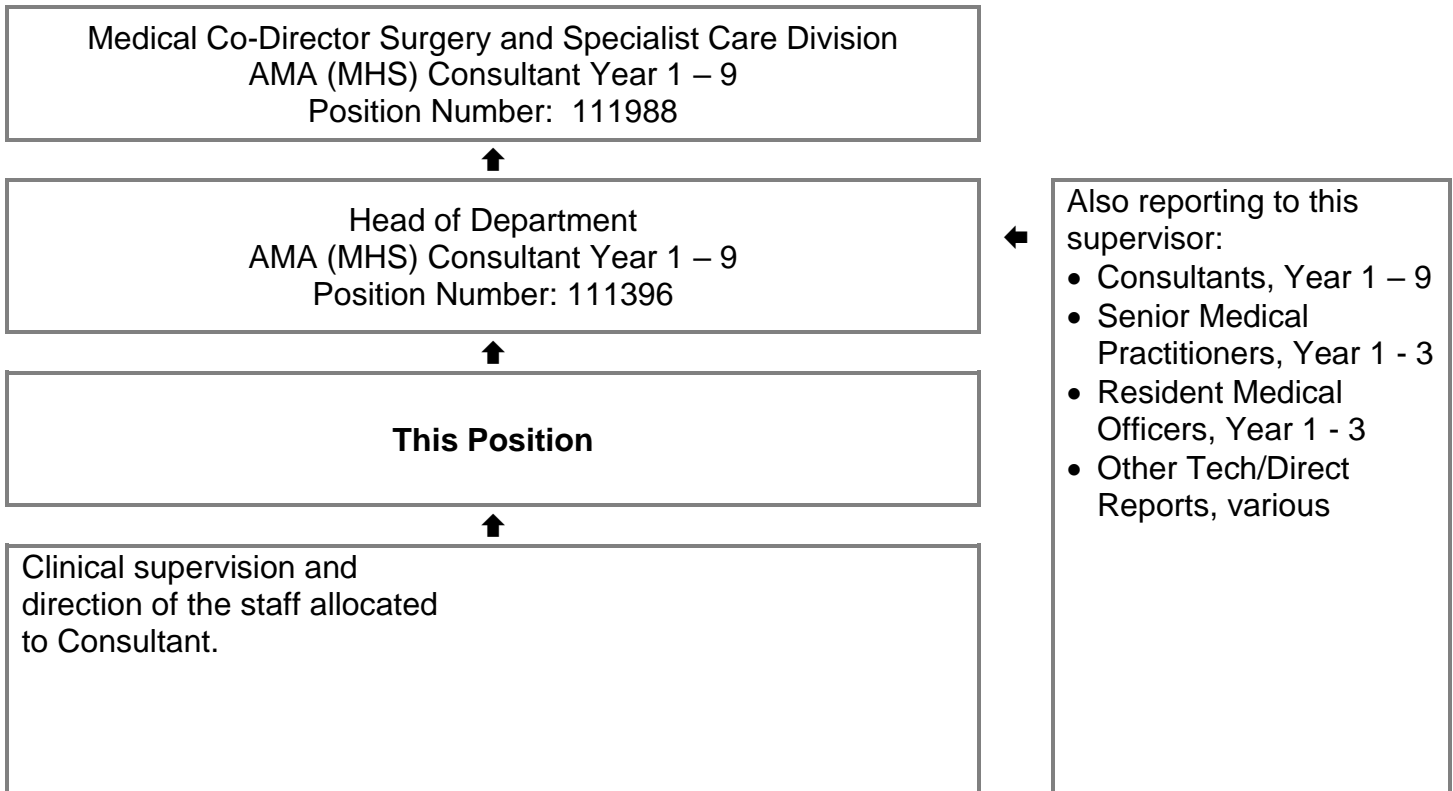 Medical Co-Director Surgery and Specialist Care Division
AMA (MHS) Consultant Year 1 – 9
Position Number:  111988
Head of Department
AMA (MHS) Consultant Year 1 – 9
Position Number: 111396
Also reporting to this
supervisor:
• Consultants, Year 1 – 9
• Senior Medical
Practitioners, Year 1 - 3
• Resident Medical
Officers, Year 1 - 3
• Other Tech/Direct
Reports, various
This Position
Clinical supervision and
direction of the staff allocated
to Consultant.